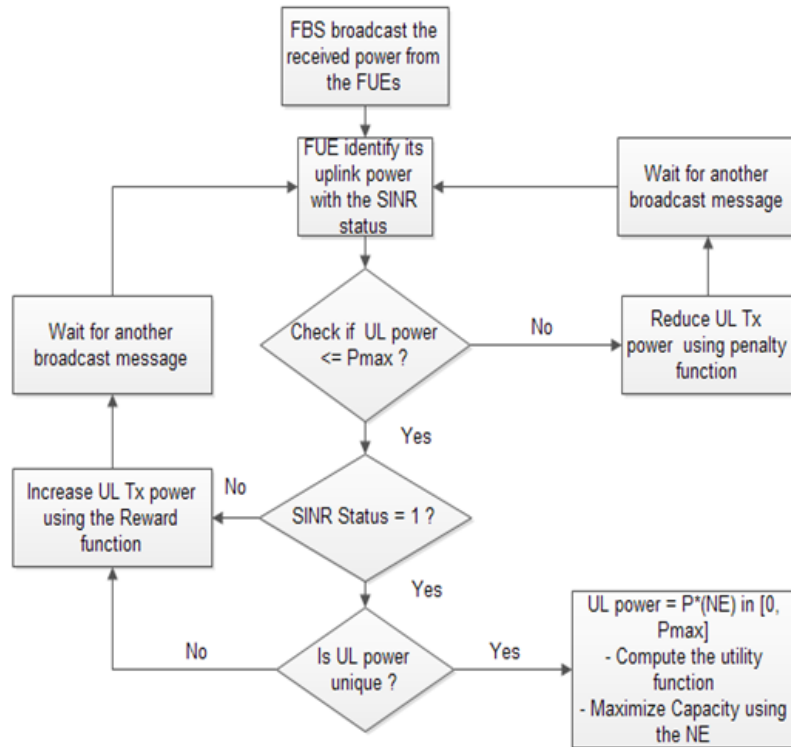 FBS broadcast the
received power from
the FUEs
FUE identify its
uplink power
with the SINR
status
Wait for another
broadcast message
Wait for another
broadcast message
Check if UL power
<= Pmax ?
No
Reduce UL Tx
power using penalty
function
Yes
Increase UL Tx power
using the Reward
function
No
SINR Status = 1 ?
Yes
No
Is UL power
unique ?
Yes
UL power = P*(NE) in [0,
Pmax]
- Compute the utility
function
- Maximize Capacity using
the NE